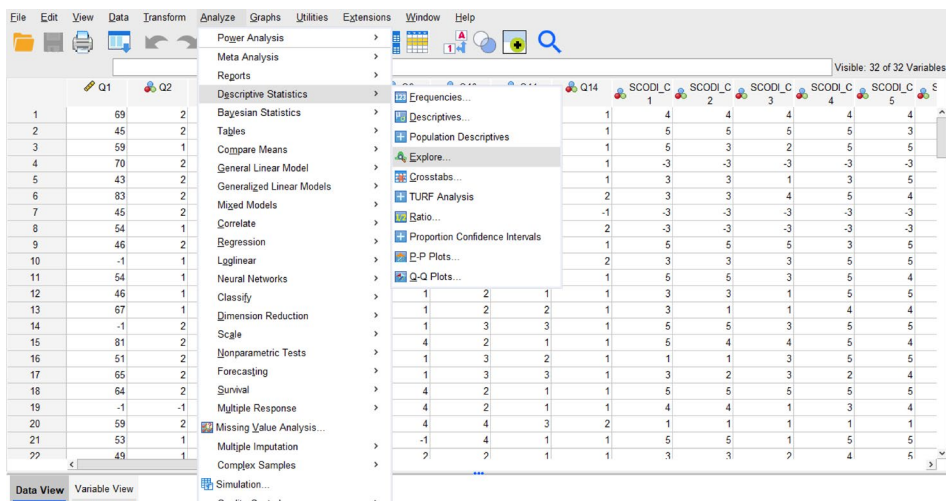 File Edit View Data Transform Analyze Graphs Utilities Extensions Window Help
Visible: 32 of 32 Variables
Power Analysis
Meta Analysis
Reports
Descriptive Statistics
Bayesian Statistics
Tables
Compare Means
General Linear Model
Generalized Linear Models
Mixed Models
Correlate
Regression
Loglinear
Neural Networks
Classify
Dimension Reduction
Scale
Nonparametric Tests
Forecasting
Survival
Multiple Response
Missing Value Analysis...
Multiple Imputation
Complex Samples
Simulation...
Frequencies...
Descriptives...
Population Descriptives
Explore...
Crosstabs...
TURF Analysis
Ratio...
Proportion Confidence Intervals
P-P Plots...
Q-Q Plots...
Q1 Q2 Q14 SCODI_C1 SCODI_C2 SCODI_C3 SCODI_C4 SCODI_C5
1 69 2 1 4 4 4 4 4
2 45 2 1 5 5 5 5 3
3 59 1 1 5 3 2 5 5
4 70 2 1 -3 -3 -3 -3 -3
5 43 2 1 3 3 1 3 5
6 83 2 2 3 3 4 5 4
7 45 2 -1 -3 -3 -3 -3 -3
8 54 1 2 -3 -3 -3 -3 -3
9 46 2 1 5 5 5 3 5
10 -1 1 2 3 3 3 5 5
11 54 1 1 5 5 3 5 4
12 46 1 1 2 1 1 3 3 1 5 5
13 67 1 1 2 2 1 3 1 1 4 4
14 -1 2 1 3 3 1 5 5 3 5 5
15 81 2 4 2 1 1 5 4 4 5 4
16 51 2 1 3 2 1 1 1 3 5 5
17 65 2 1 3 3 1 3 2 3 2 4
18 64 2 4 2 1 1 5 5 5 5 5
19 -1 -1 4 2 1 1 4 4 1 3 4
20 59 2 4 4 3 2 1 1 1 1 1
21 53 1 -1 4 1 1 5 5 1 5 5
22 49 1 2 2 1 1 3 3 2 4 5
Data View Variable View